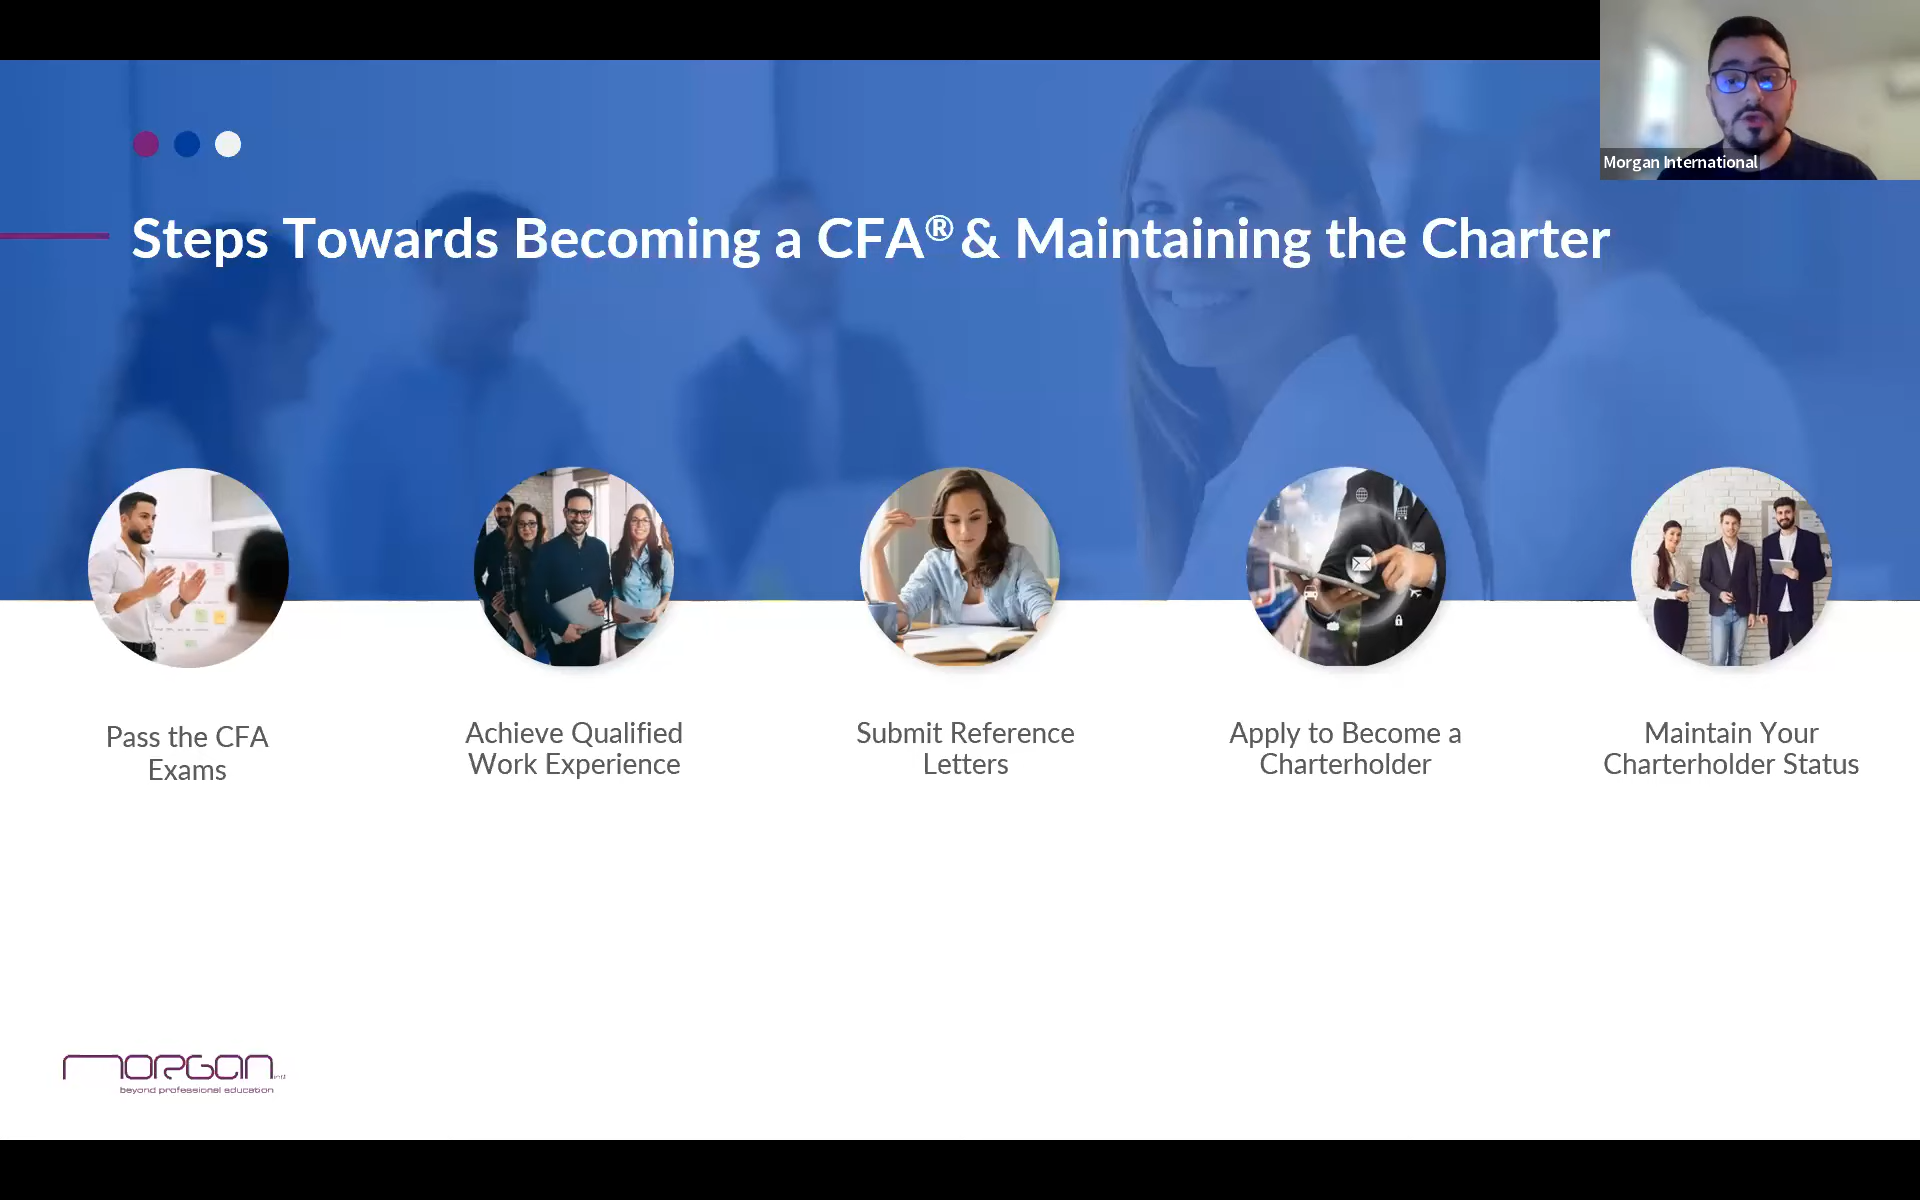 Morgan International
Steps Towards Becoming a CFA® & Maintaining the Charter
Pass the CFA
Exams
Achieve Qualified
Work Experience
Submit Reference
Letters
Apply to Become a
Charterholder
Maintain Your
Charterholder Status
MORGAN intl
beyond professional education